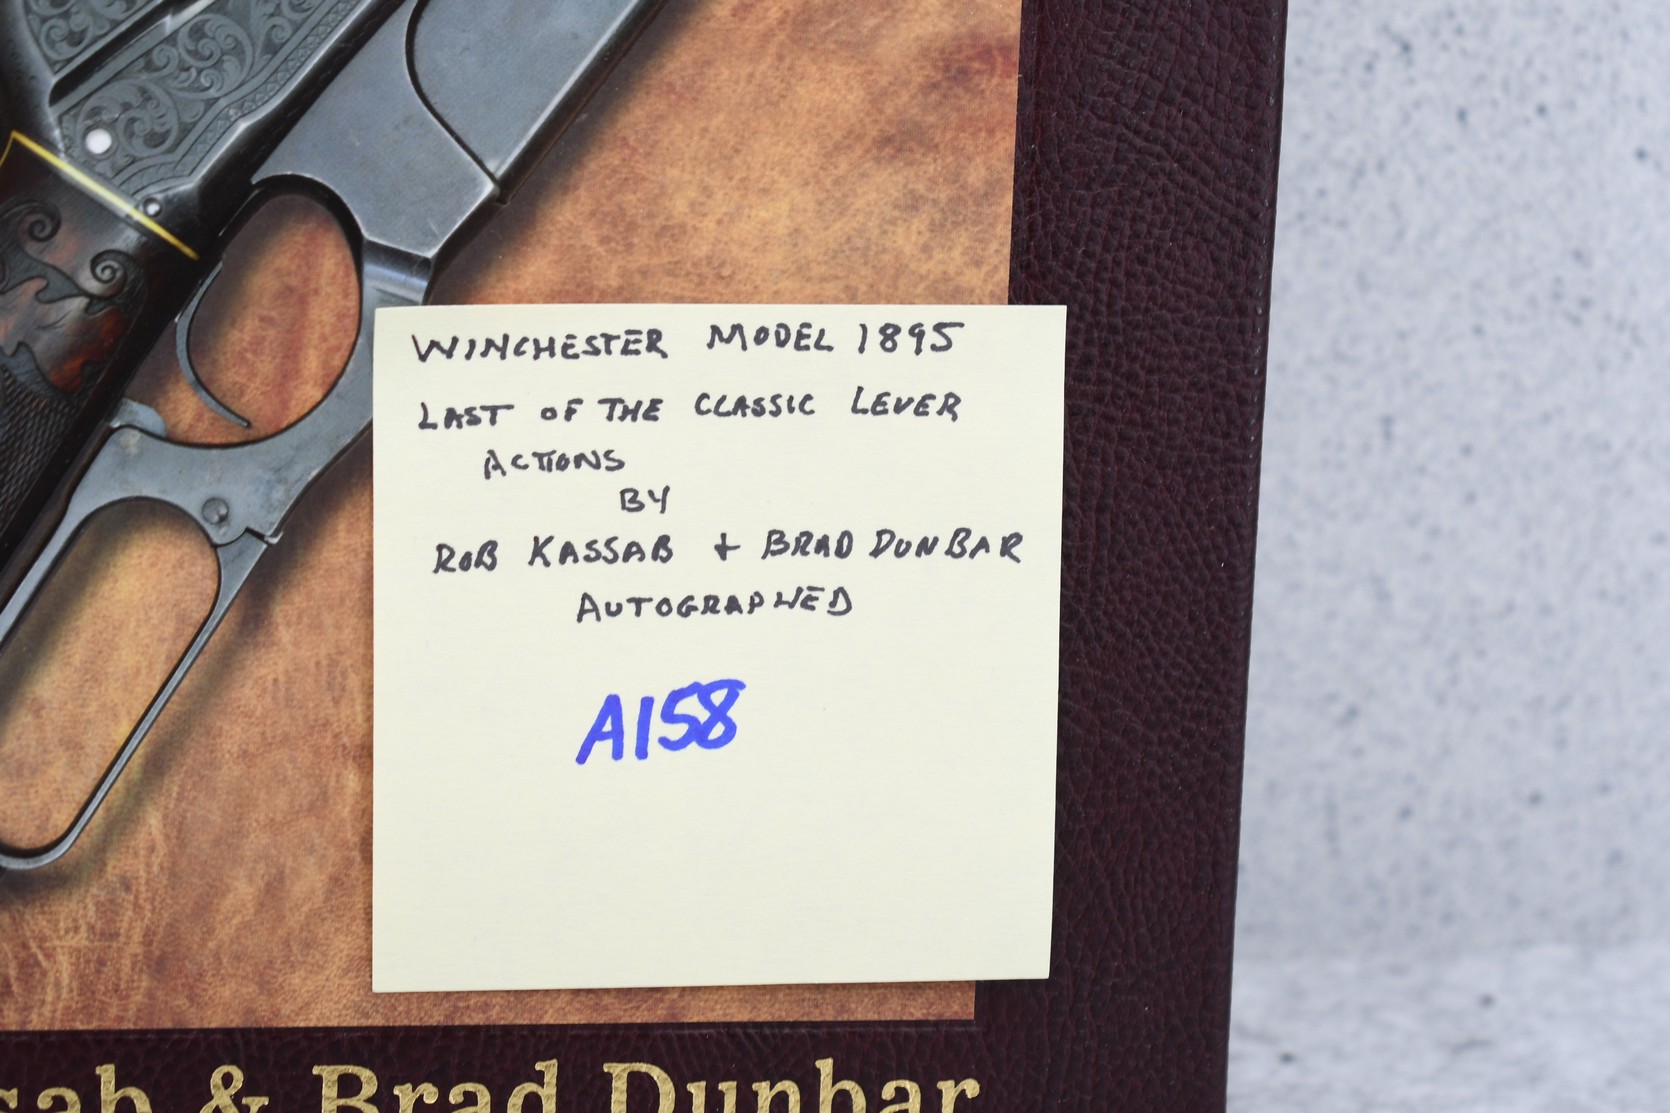 WINCHESTER MODEL 1895
LAST OF THE CLASSIC LEVER
ACTIONS
BY
ROB KASSAB + BRAD DUNBAR
AUTOGRAPHED
A158
sab & Brad Dunbar